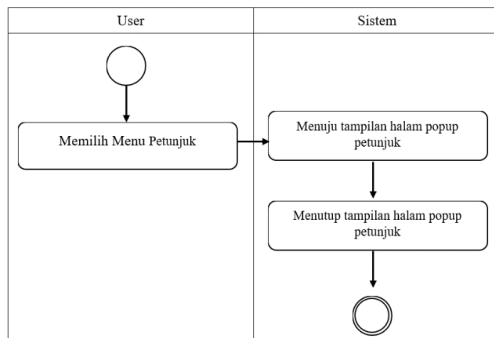 User
Sistem
Memilih Menu Petunjuk
Menuju tampilan halam popup
petunjuk
Menutup tampilan halam popup
petunjuk